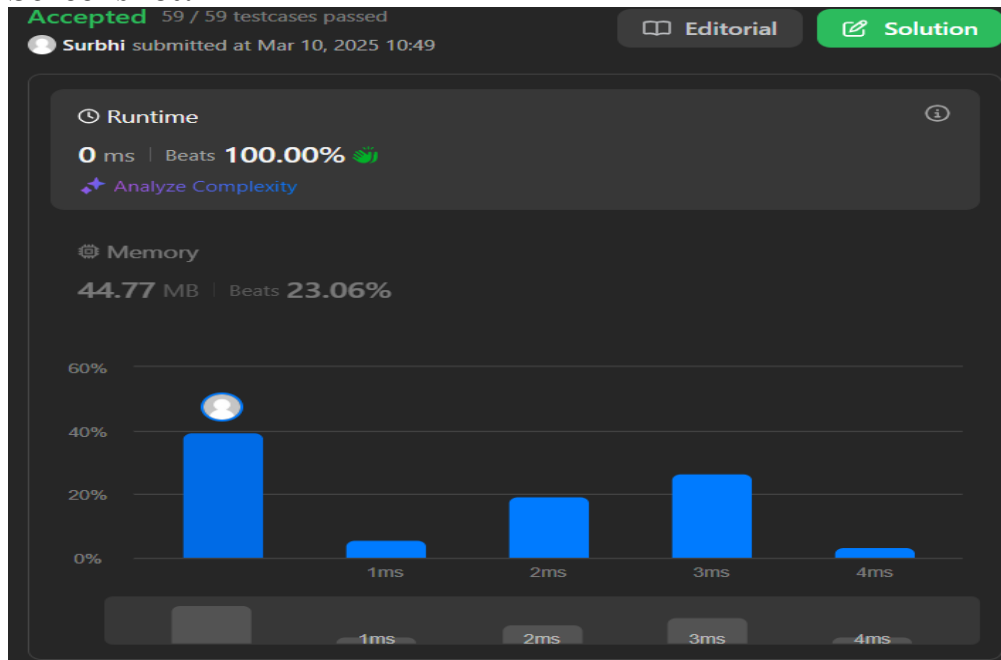 Accepted 59 / 59 testcases passed
Editorial
Solution
Surbhi submitted at Mar 10, 2025 10:49
Runtime
0 ms | Beats 100.00%
Analyze Complexity
Memory
44.77 MB | Beats 23.06%
60%
40%
20%
0%
1ms 2ms 3ms 4ms
1ms 2ms 3ms 4ms